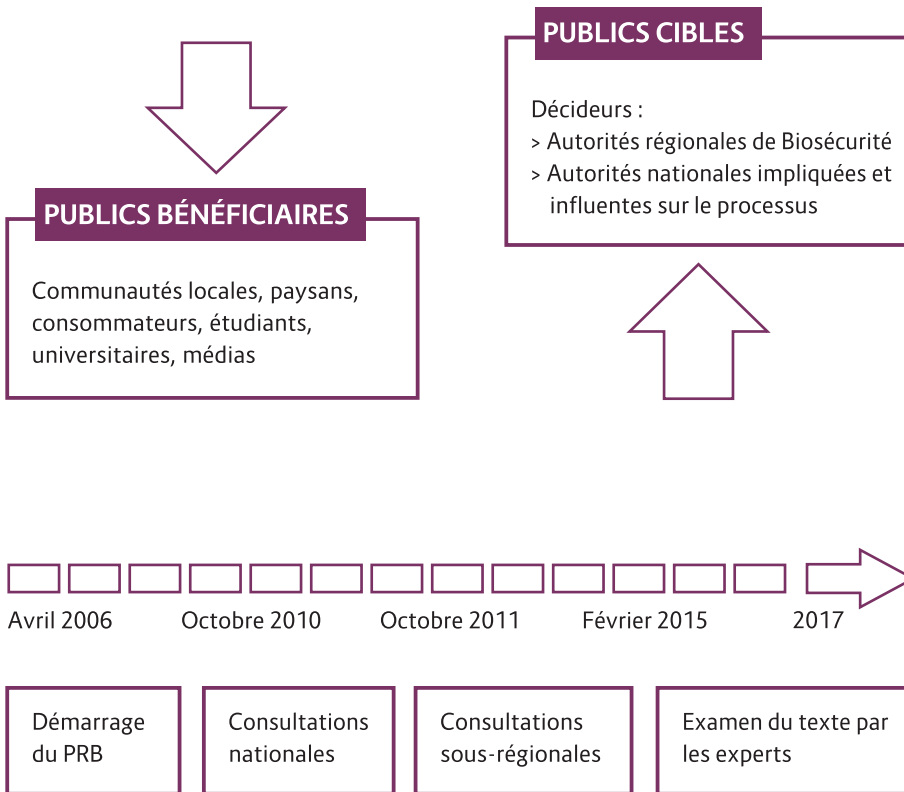 PUBLICS CIBLES
Décideurs :
> Autorités régionales de Biosécurité
> Autorités nationales impliquées et
influentes sur le processus
PUBLICS BÉNÉFICIAIRES
Communautés locales, paysans,
consommateurs, étudiants,
universitaires, médias
Avril 2006
Octobre 2010
Octobre 2011
Février 2015
2017
Démarrage
du PRB
Consultations
nationales
Consultations
sous-régionales
Examen du texte par
les experts